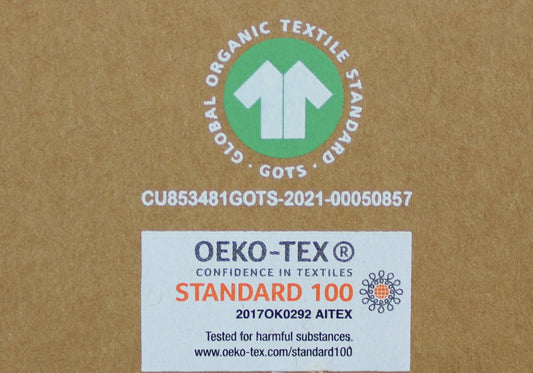 GLOBAL ORGANIC TEXTILE STANDARD · GOTS ·
CU853481GOTS-2021-00050857
OEKO-TEX®
CONFIDENCE IN TEXTILES
STANDARD 100
2017OK0292 AITEX
Tested for harmful substances.
www.oeko-tex.com/standard100